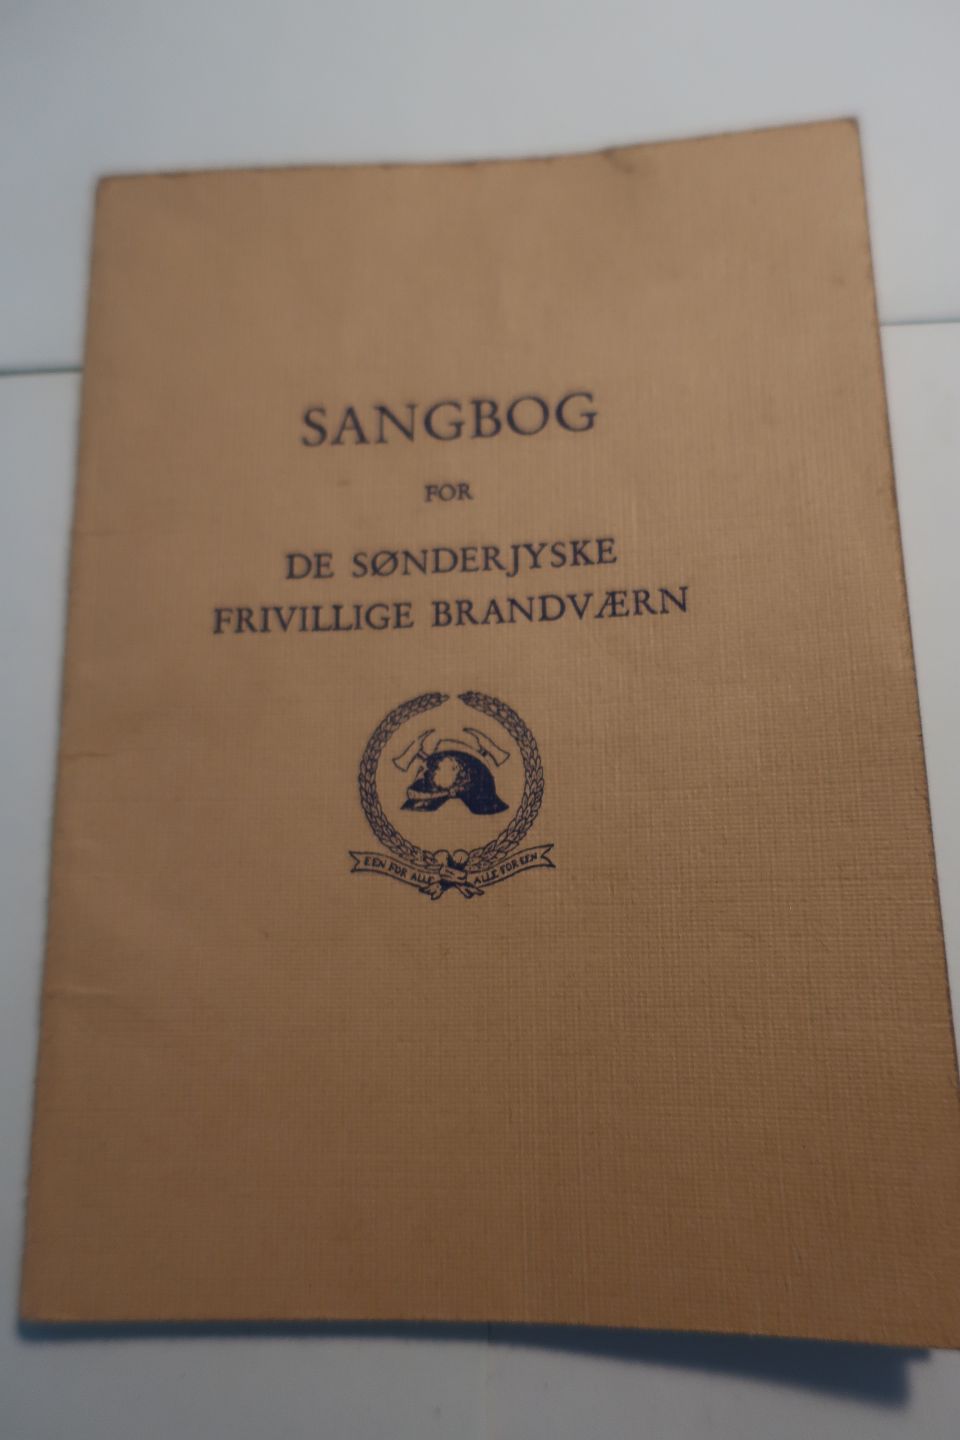 SANGBOG
FOR
DE SØNDERJYSKE
FRIVILLIGE BRANDVÆRN
EEN FOR ALLE ALLE FOR EEN